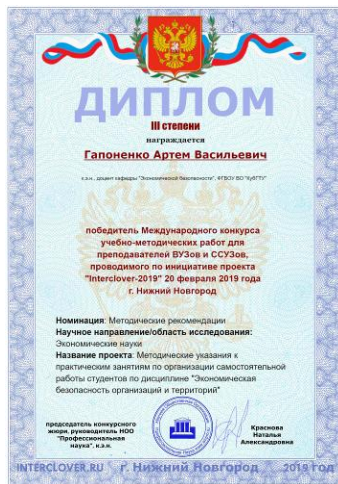 ДИПЛОМ
III степени
награждается
Гапоненко Артем Васильевич
к.э.н., доцент кафедры "Экономической безопасности", ФГБОУ ВО "КубГТУ"
победитель Международного конкурса
учебно-методических работ для
преподавателей ВУЗов и ССУЗов,
проводимого по инициативе проекта
"Interclover-2019" 20 февраля 2019 года
г. Нижний Новгород
Номинация: Методические рекомендации
Научное направление/область исследования:
Экономические науки
Название проекта: Методические указания к
практическим занятиям по организации самостоятельной
работы студентов по дисциплине "Экономическая
безопасность организаций и территорий"
председатель конкурсного
жюри, руководитель НОО
"Профессиональная
наука", к.э.н.
Краснова
Наталья
Александровна
INTERCLOVER.RU г. Нижний Новгород 2019 год